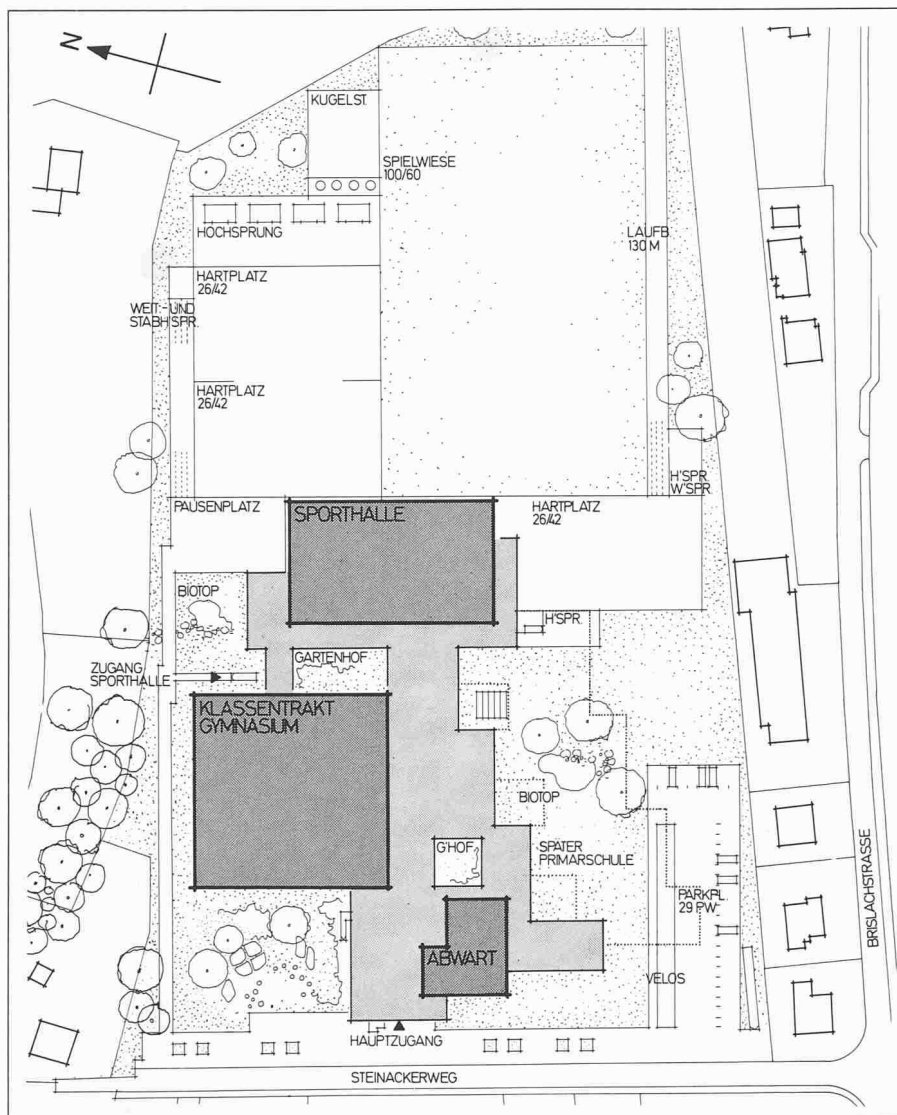 N
KUGELST.
SPIELWIESE
100/60
HOCHSPRUNG
LAUFB.
130 M
HARTPLATZ
26/42
WEIT- UND
STABH'SPR.
HARTPLATZ
26/42
H'SPR.
W'SPR.
PAUSENPLATZ
SPORTHALLE
HARTPLATZ
26/42
BIOTOP
H'SPR.
GARTENHOF
ZUGANG
SPORTHALLE
KLASSENTRAKT
GYMNASIUM
BIOTOP
G'HOF
SPÄTER
PRIMARSCHULE
PARKPL.
29 PW
BRISLACHSTRASSE
ABWART
VELOS
HAUPTZUGANG
STEINACKERWEG